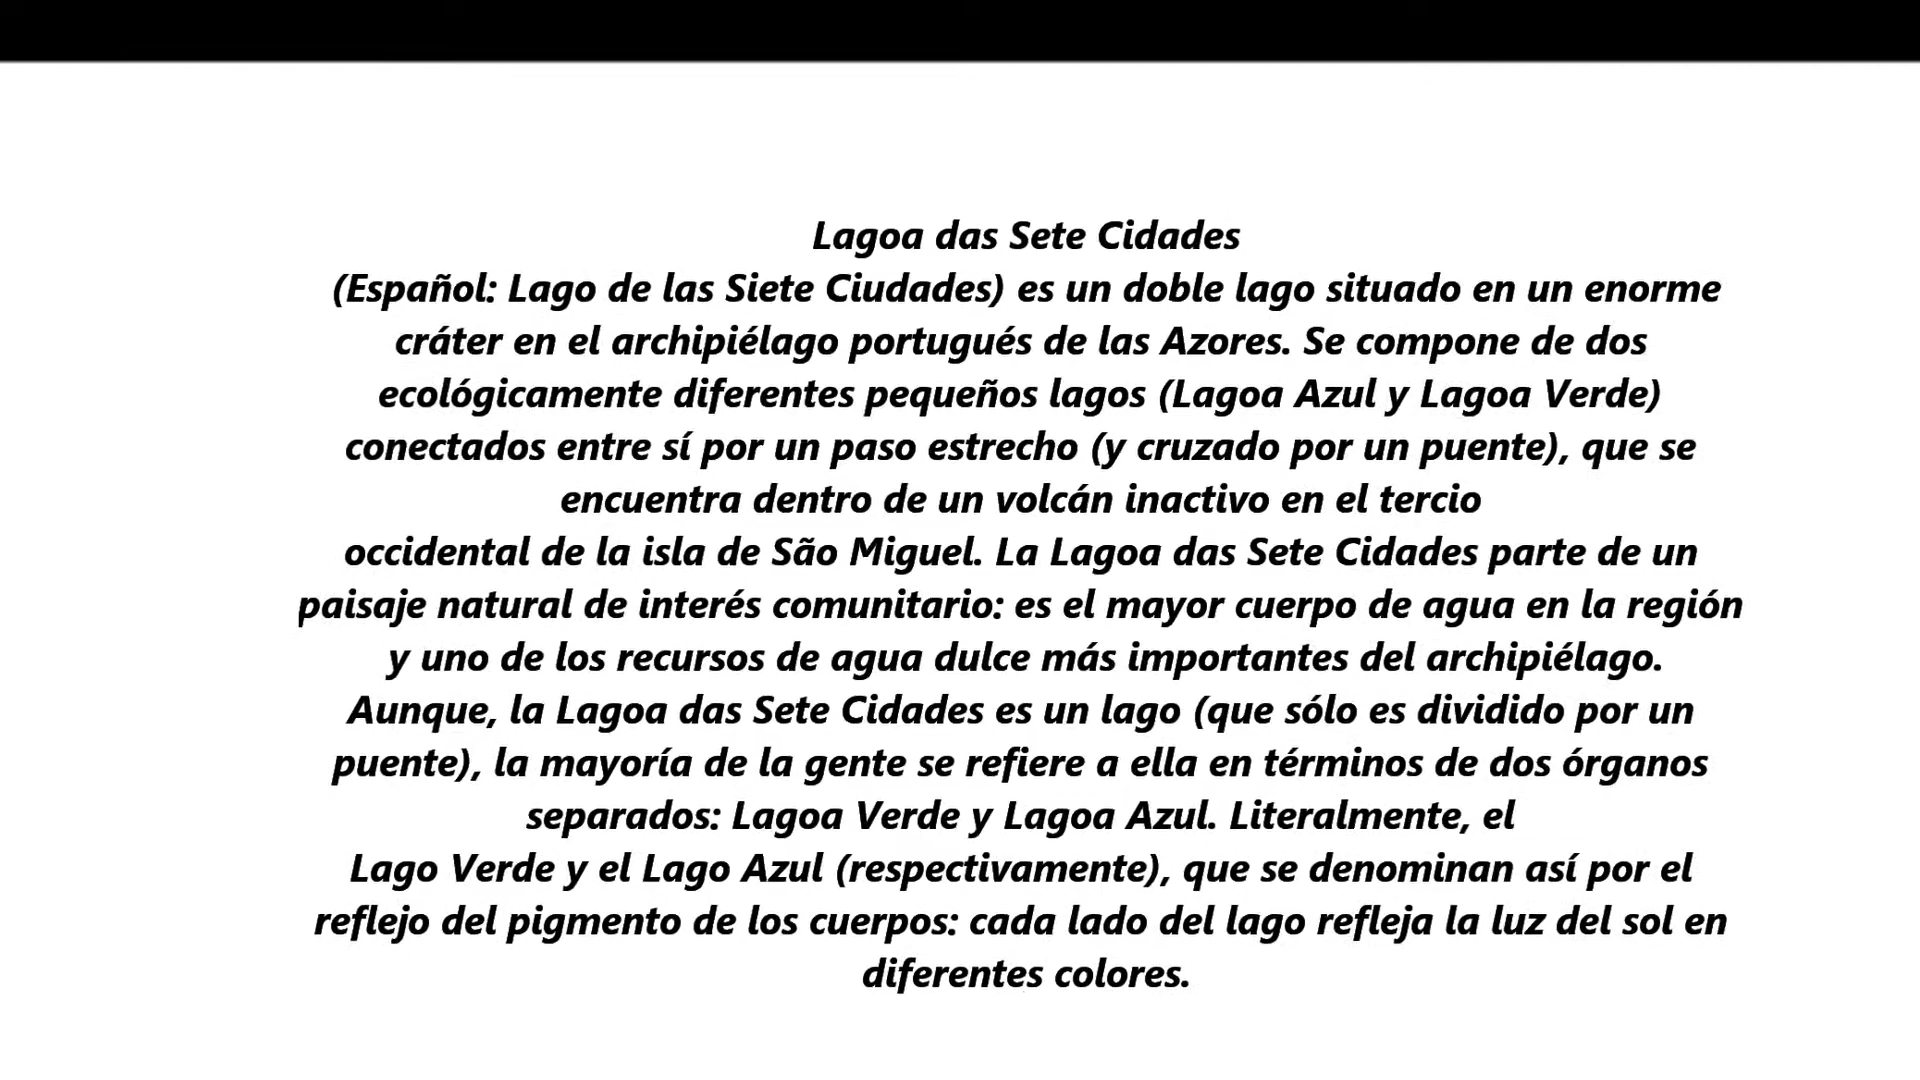 Lagoa das Sete Cidades
(Español: Lago de las Siete Ciudades) es un doble lago situado en un enorme
cráter en el archipiélago portugués de las Azores. Se compone de dos
ecológicamente diferentes pequeños lagos (Lagoa Azul y Lagoa Verde)
conectados entre sí por un paso estrecho (y cruzado por un puente), que se
encuentra dentro de un volcán inactivo en el tercio
occidental de la isla de São Miguel. La Lagoa das Sete Cidades parte de un
paisaje natural de interés comunitario: es el mayor cuerpo de agua en la región
y uno de los recursos de agua dulce más importantes del archipiélago.
Aunque, la Lagoa das Sete Cidades es un lago (que sólo es dividido por un
puente), la mayoría de la gente se refiere a ella en términos de dos órganos
separados: Lagoa Verde y Lagoa Azul. Literalmente, el
Lago Verde y el Lago Azul (respectivamente), que se denominan así por el
reflejo del pigmento de los cuerpos: cada lado del lago refleja la luz del sol en
diferentes colores.